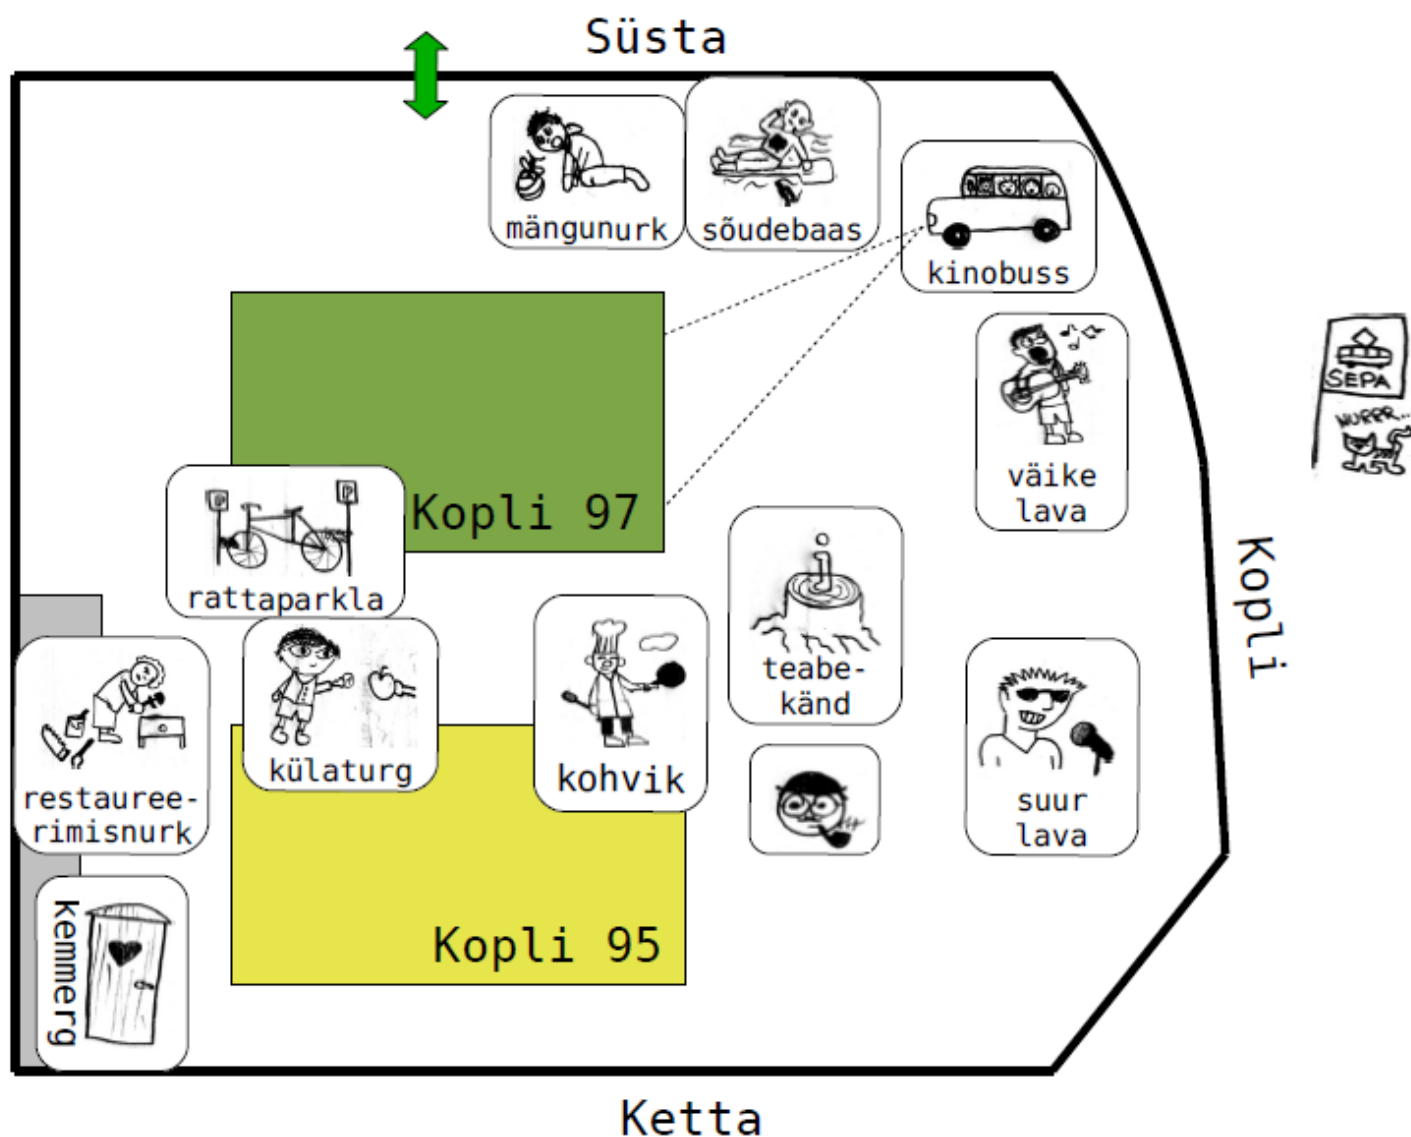 Süsta
mängunurk
sõudebaas
kinobuss
SEPA
NURRR...
väike
lava
Kopli 97
P
P
rattaparkla
i
teabe-
känd
Kopli
restauree-
rimisnurk
külaturg
kohvik
suur
lava
Kopli 95
kemmerg
Ketta